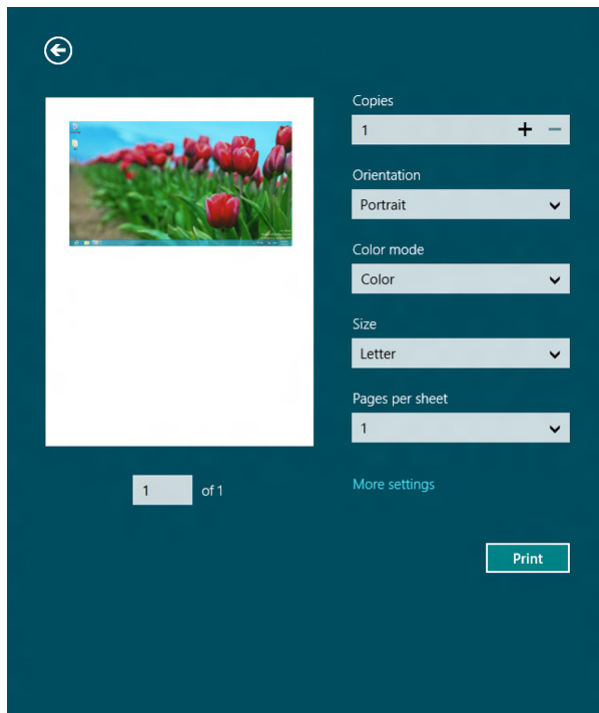 Copies
1
Orientation
Portrait
Color mode
Color
Size
Letter
Pages per sheet
1
More settings
1 of 1
Print